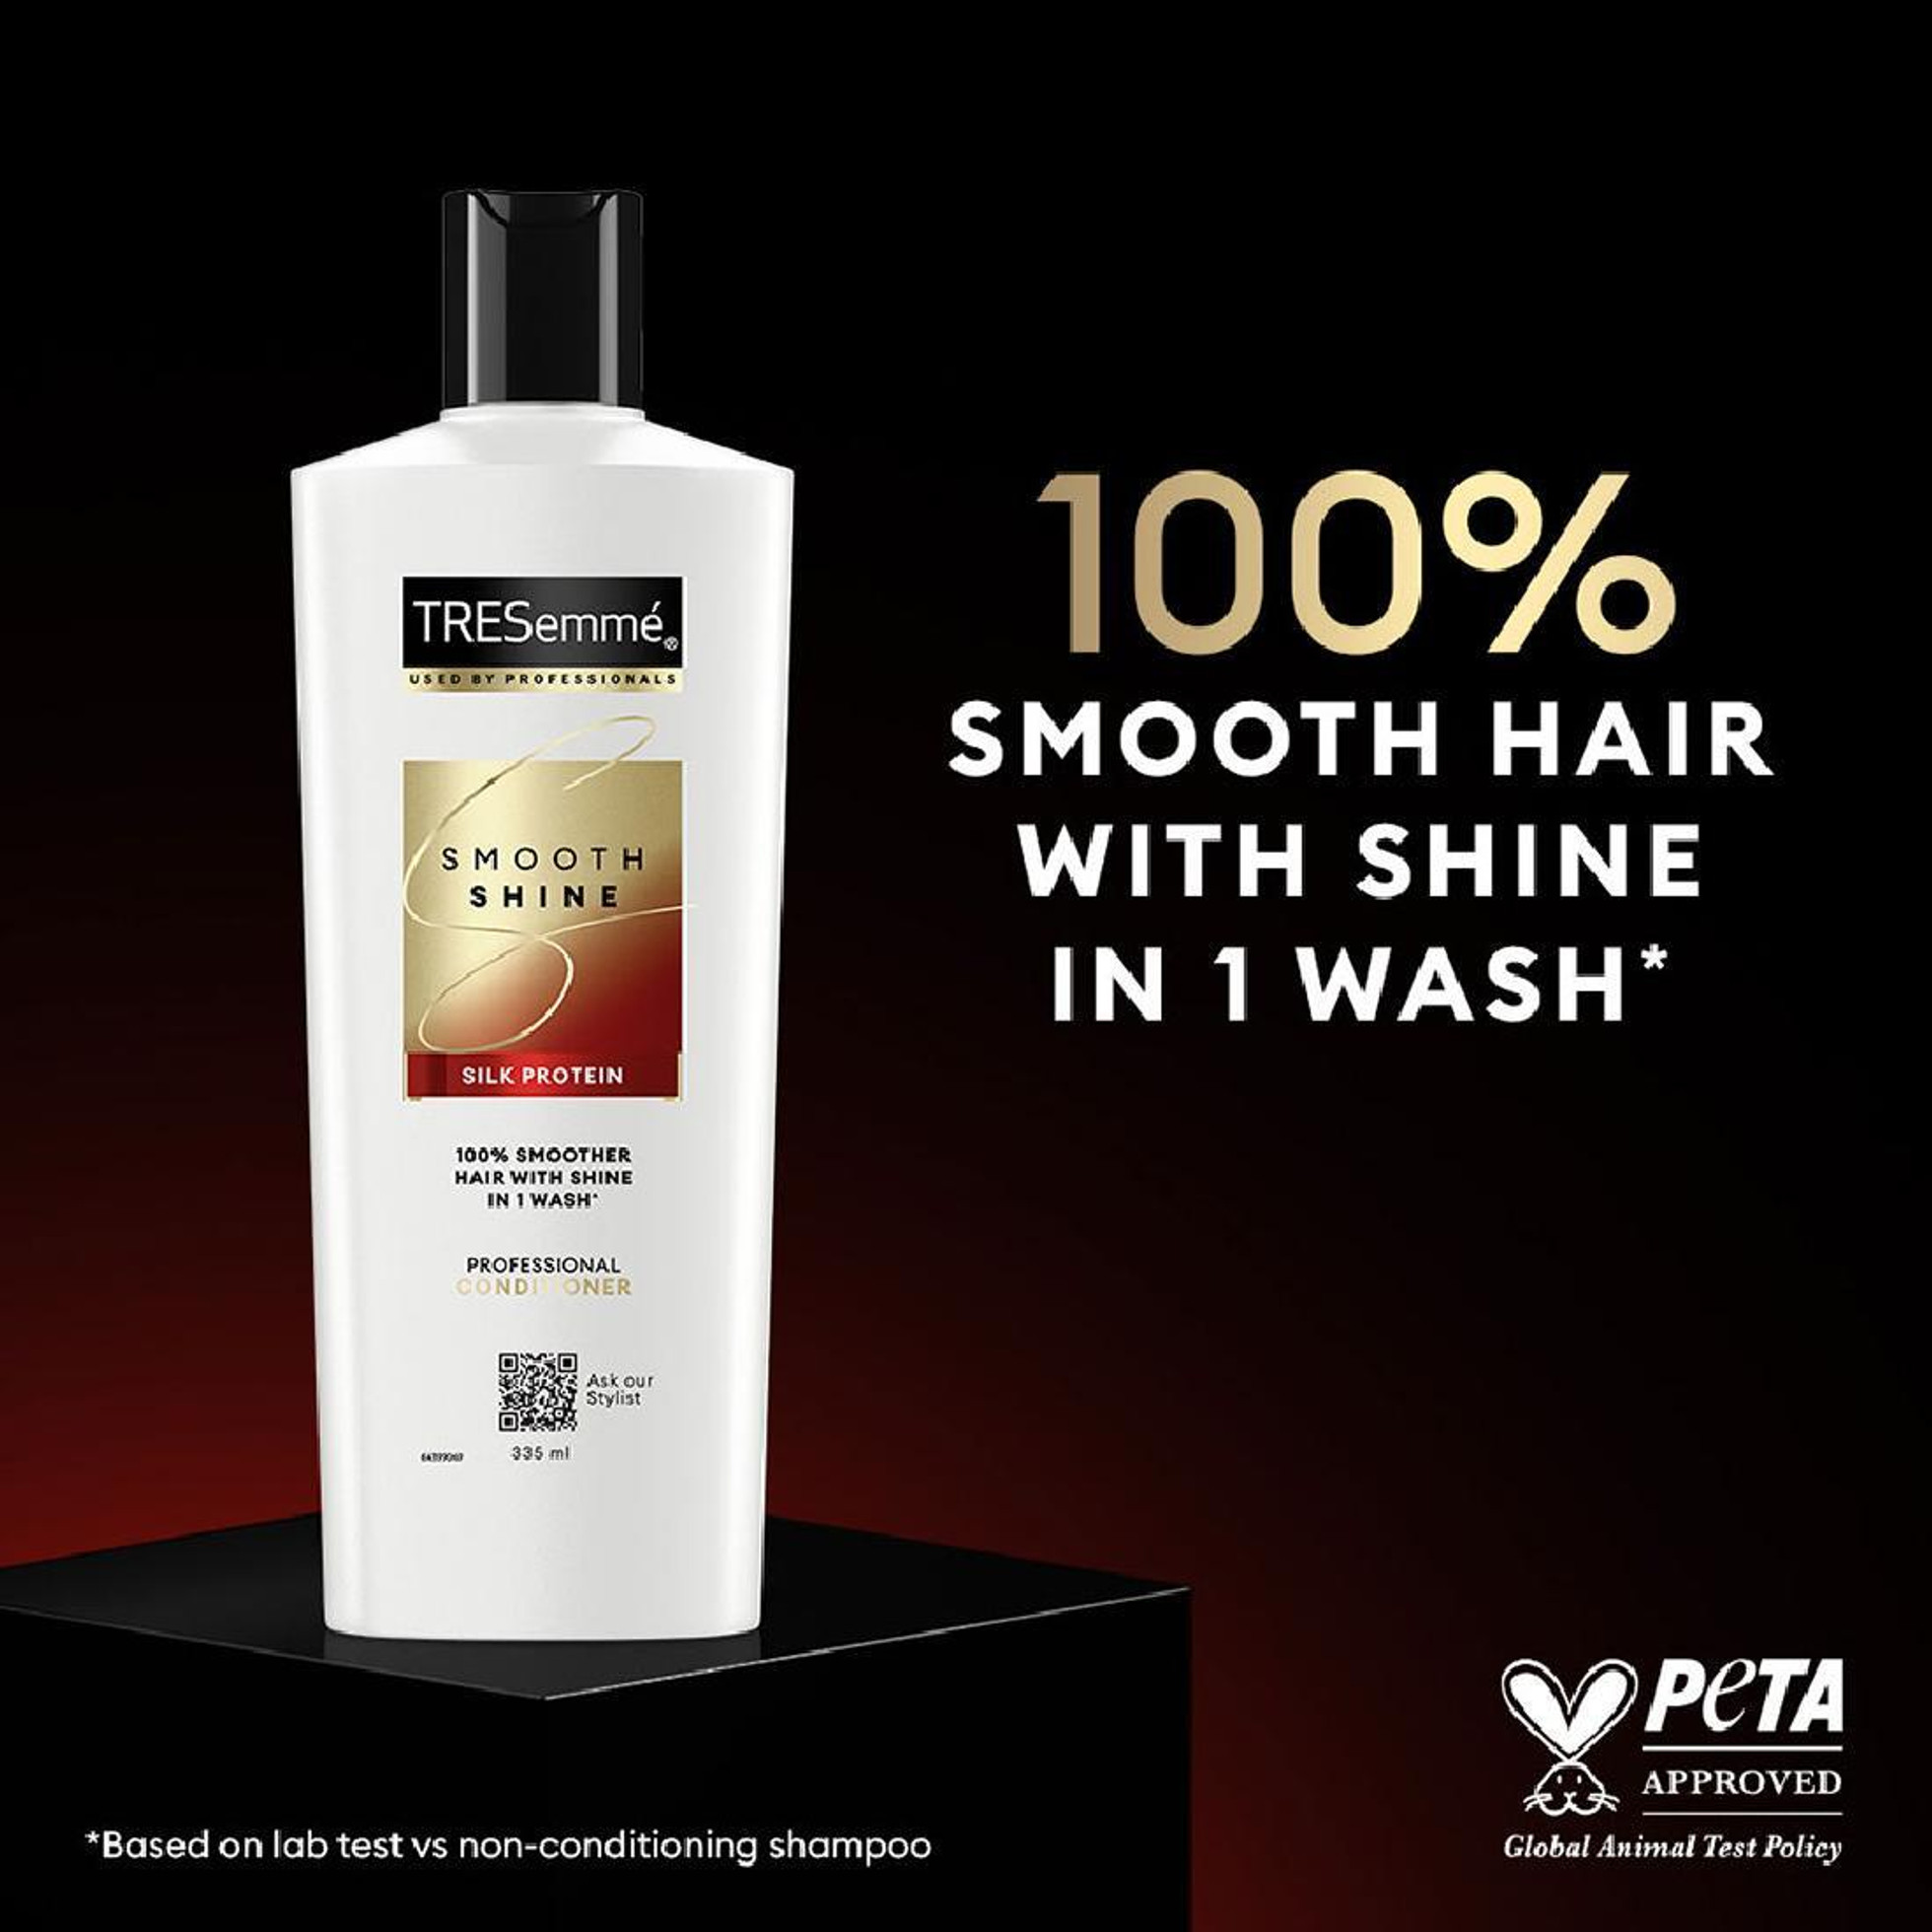 TRESemmé®
USED BY PROFESSIONALS
SMOOTH
SHINE
SILK PROTEIN
100% SMOOTHER
HAIR WITH SHINE
IN 1 WASH*
PROFESSIONAL
CONDITIONER
Ask our
Stylist
335 ml
100%
SMOOTH HAIR
WITH SHINE
IN 1 WASH*
*Based on lab test vs non-conditioning shampoo
PeTA
APPROVED
Global Animal Test Policy